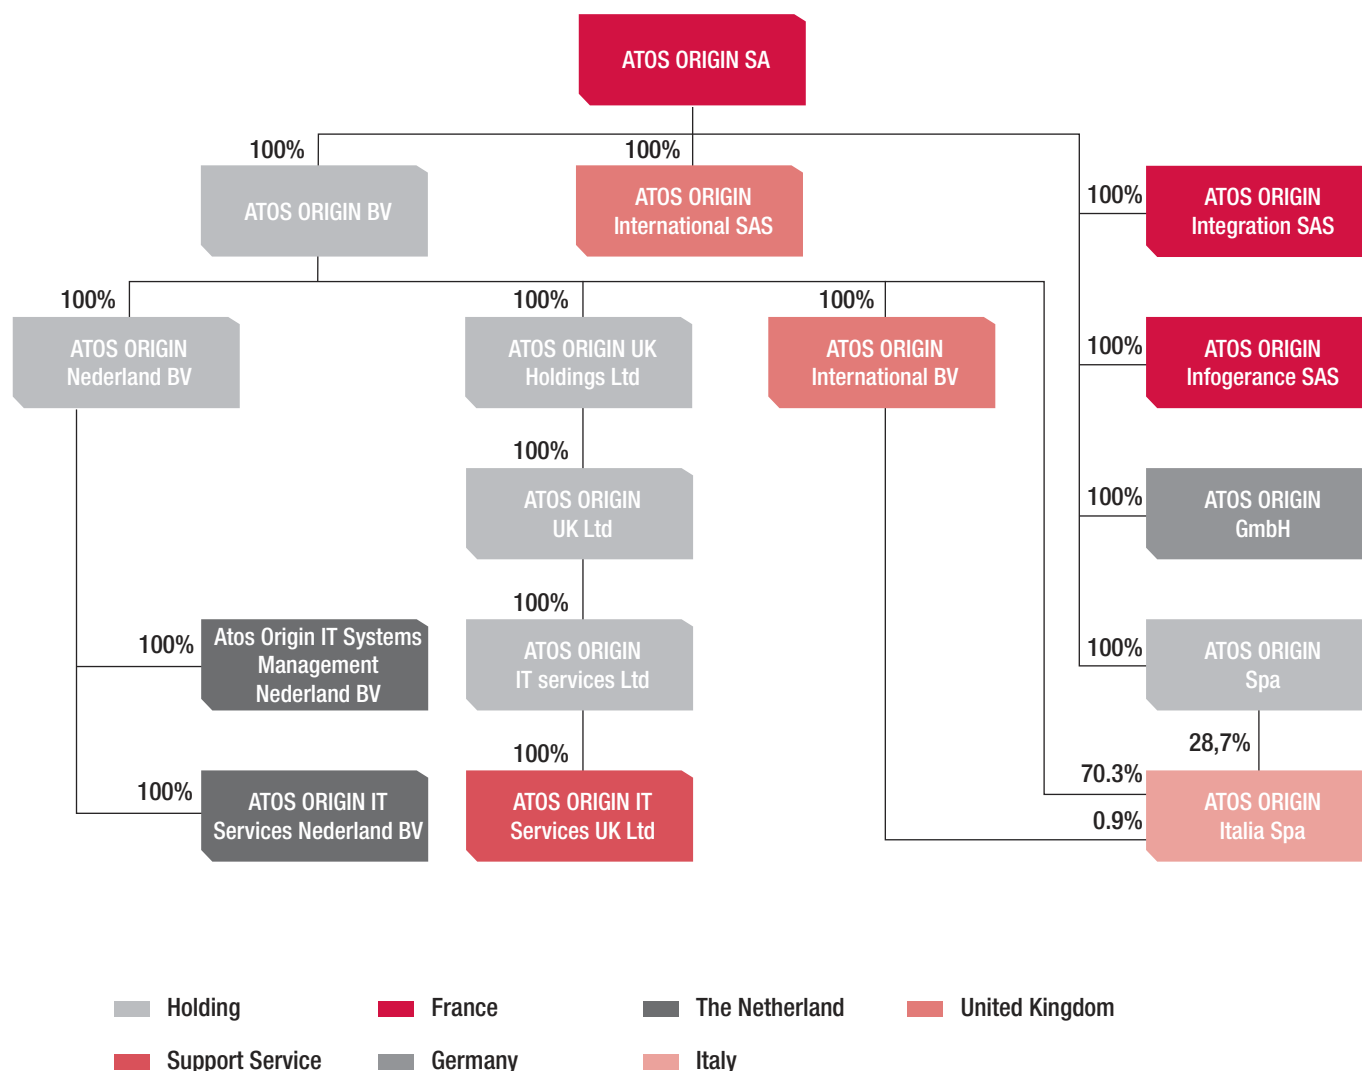 ATOS ORIGIN SA
100%
100%
ATOS ORIGIN BV
ATOS ORIGIN
International SAS
100%
ATOS ORIGIN
Integration SAS
100%
100%
100%
ATOS ORIGIN
Nederland BV
ATOS ORIGIN UK
Holdings Ltd
ATOS ORIGIN
International BV
100%
ATOS ORIGIN
Infogerance SAS
100%
ATOS ORIGIN
UK Ltd
100%
ATOS ORIGIN
GmbH
100%
100%
Atos Origin IT Systems
Management
Nederland BV
ATOS ORIGIN
IT services Ltd
100%
ATOS ORIGIN
Spa
28,7%
100%
100%
ATOS ORIGIN IT
Services Nederland BV
ATOS ORIGIN IT
Services UK Ltd
70.3%
0.9%
ATOS ORIGIN
Italia Spa
Holding
France
The Netherland
United Kingdom
Support Service
Germany
Italy